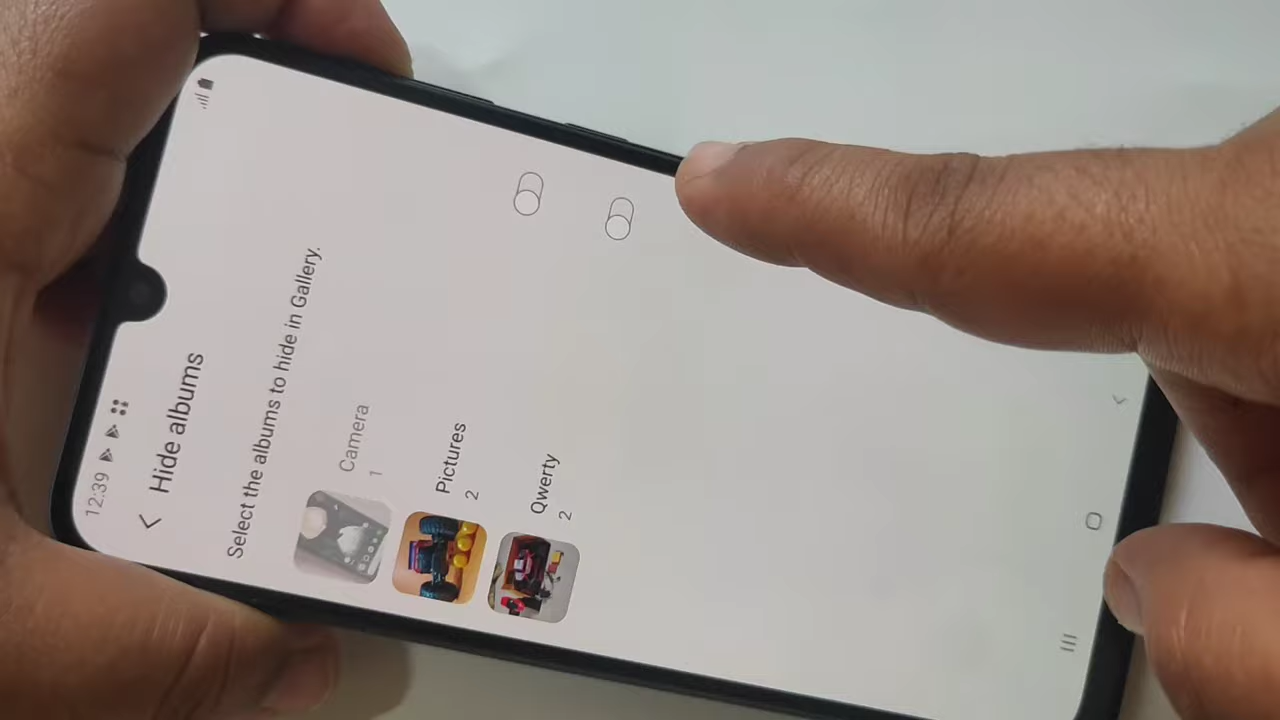 12:39
Hide albums
Select the albums to hide in Gallery.
Camera
1
Pictures
2
Qwerty
2